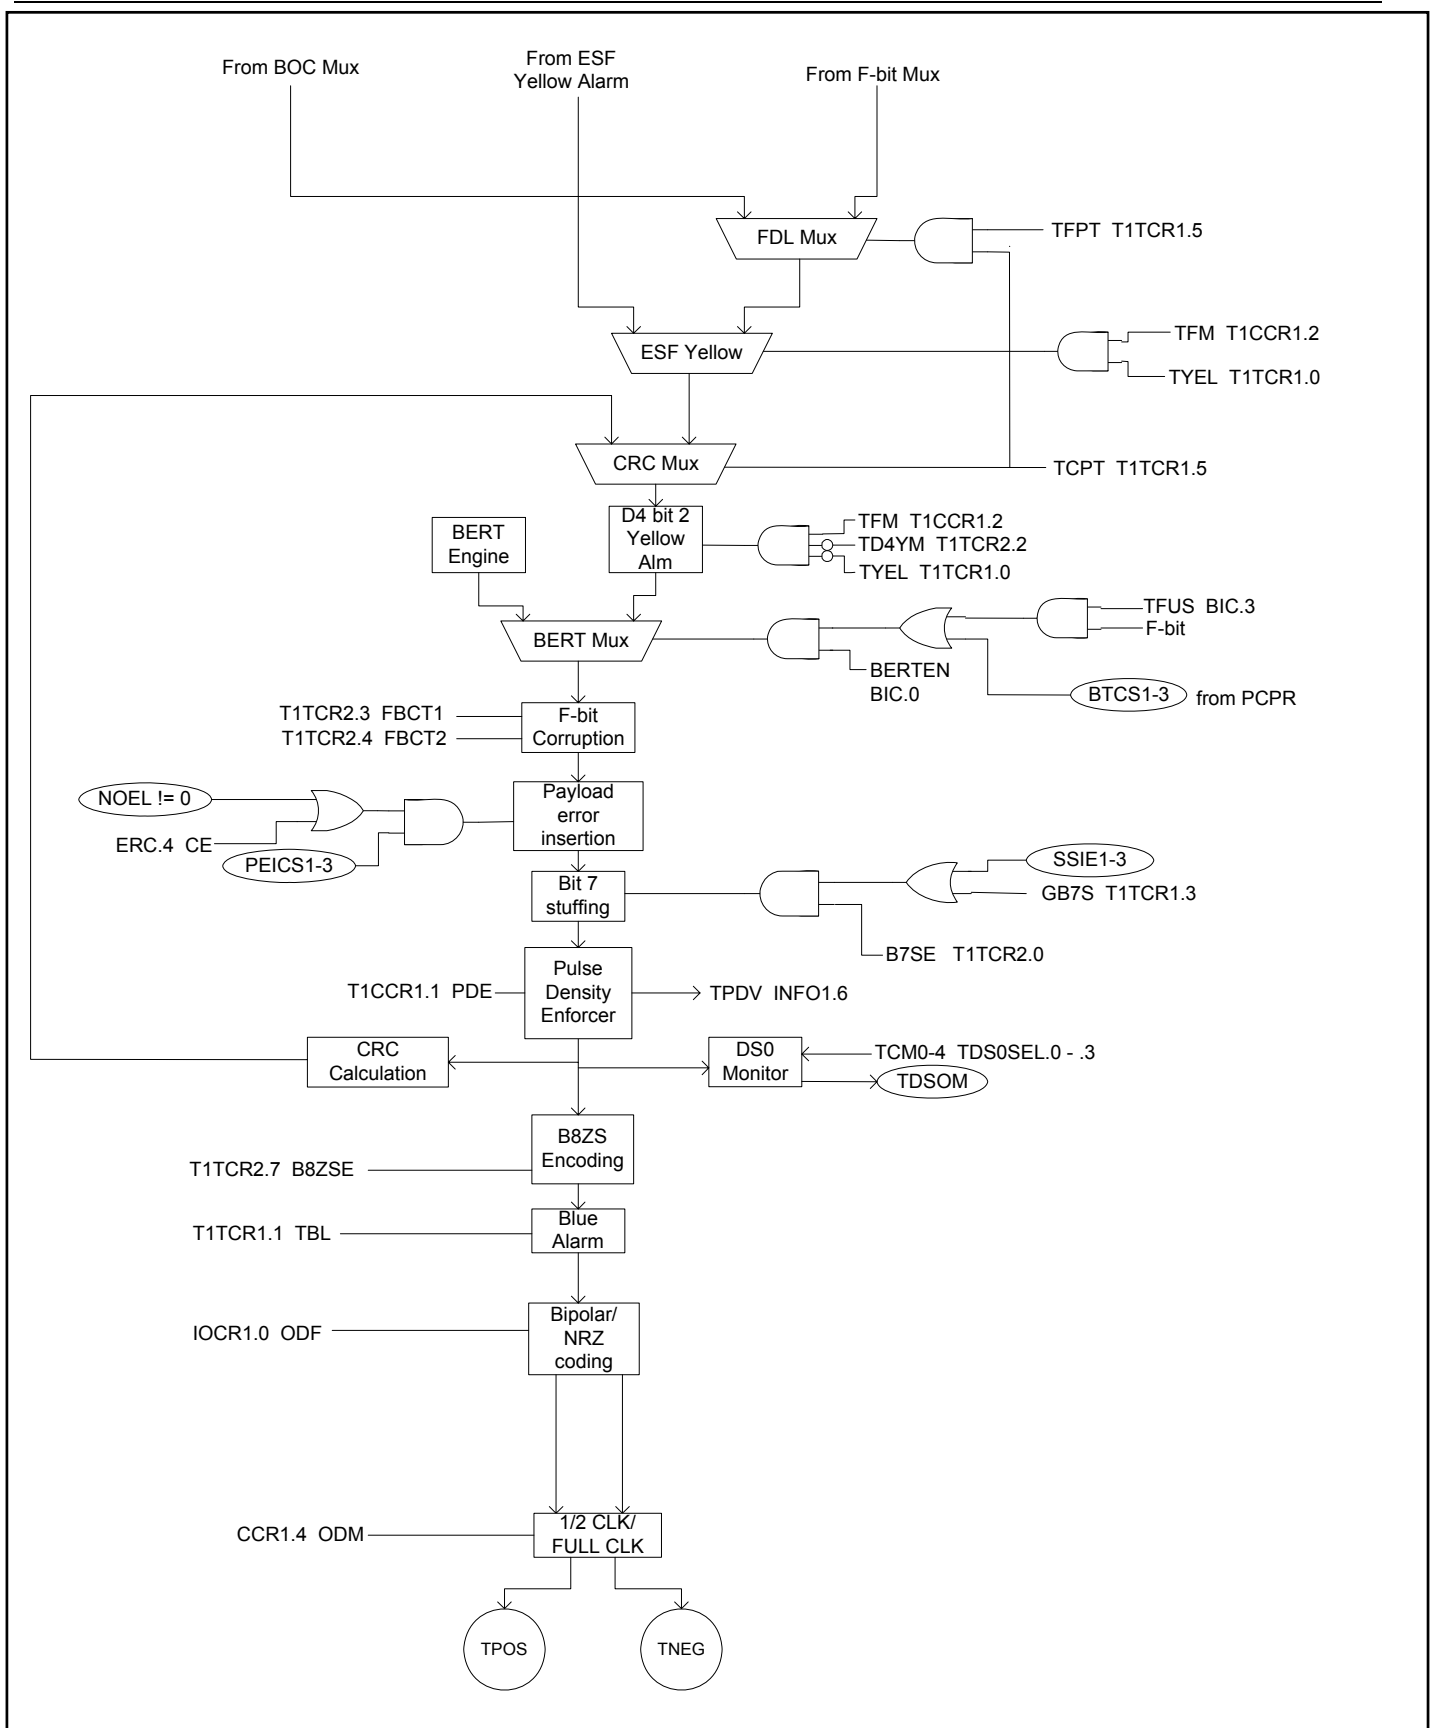 From BOC Mux
From ESF
Yellow Alarm
From F-bit Mux
FDL Mux
TFPT T1TCR1.5
ESF Yellow
TFM T1CCR1.2
TYEL T1TCR1.0
CRC Mux
TCPT T1TCR1.5
BERT
Engine
D4 bit 2
Yellow
Alm
TFM T1CCR1.2
TD4YM T1TCR2.2
TYEL T1TCR1.0
BERT Mux
TFUS BIC.3
F-bit
BERTEN
BIC.0
BTCS1-3 from PCPR
T1TCR2.3 FBCT1
T1TCR2.4 FBCT2
F-bit
Corruption
NOEL != 0
ERC.4 CE
PEICS1-3
Payload
error
insertion
Bit 7
stuffing
SSIE1-3
GB7S T1TCR1.3
B7SE T1TCR2.0
T1CCR1.1 PDE
Pulse
Density
Enforcer
TPDV INFO1.6
CRC
Calculation
DS0
Monitor
TCM0-4 TDS0SEL.0 - .3
TDSOM
T1TCR2.7 B8ZSE
B8ZS
Encoding
T1TCR1.1 TBL
Blue
Alarm
IOCR1.0 ODF
Bipolar/
NRZ
coding
CCR1.4 ODM
1/2 CLK/
FULL CLK
TPOS
TNEG